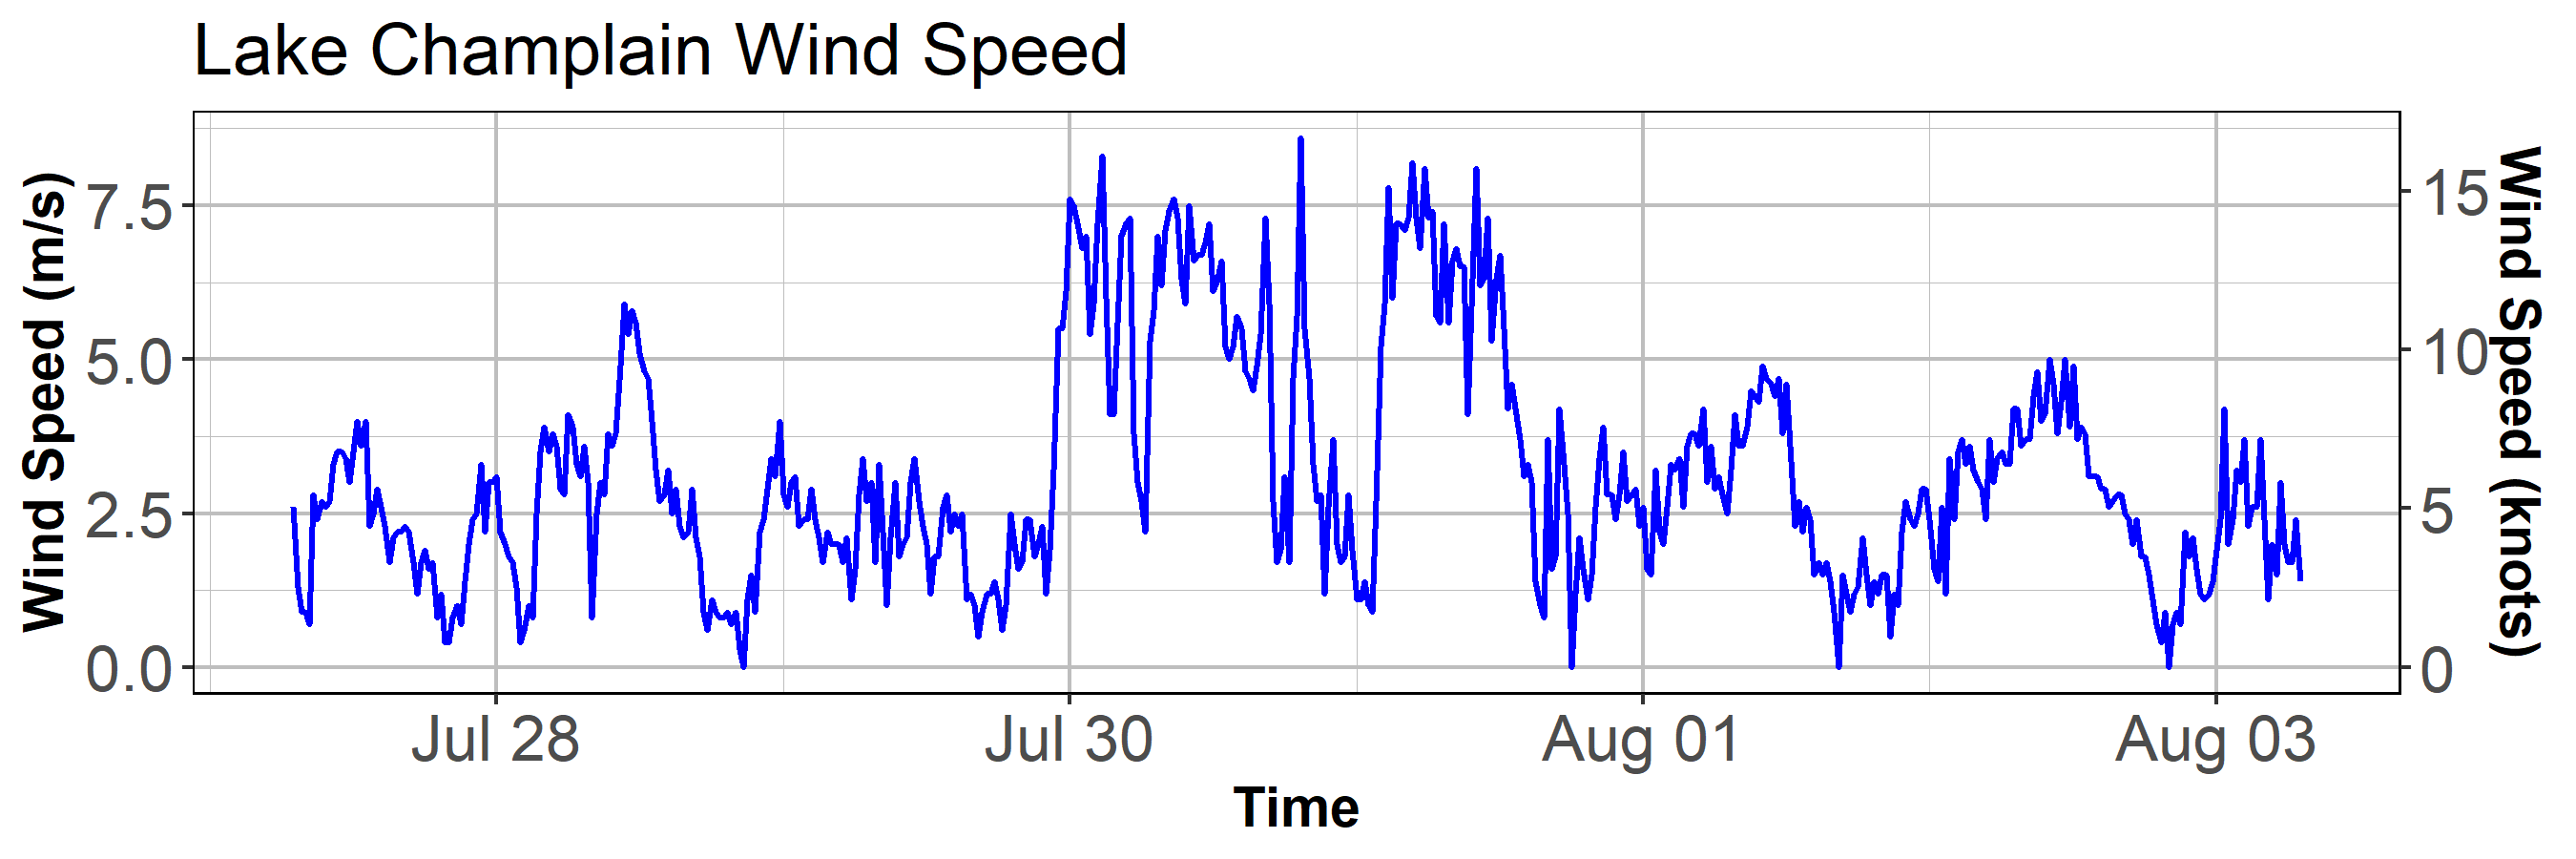 Lake Champlain Wind Speed
Wind Speed (m/s)
7.5
5.0
2.5
0.0
15
10
5
0
Wind Speed (knots)
Jul 28
Jul 30
Aug 01
Aug 03
Time